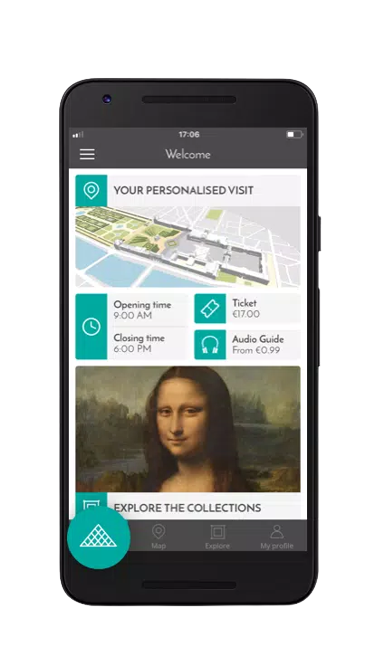 17:06
Welcome
YOUR PERSONALISED VISIT
Opening time
9:00 AM
Closing time
6:00 PM
Ticket
€17.00
Audio Guide
From €0.99
EXPLORE THE COLLECTIONS
Map
Explore
My profile